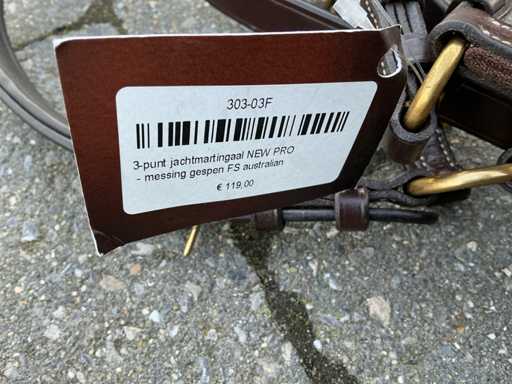 303-03F
3-punt jachtmartingaal NEW PRO
- messing gespen FS australian
€ 119,00